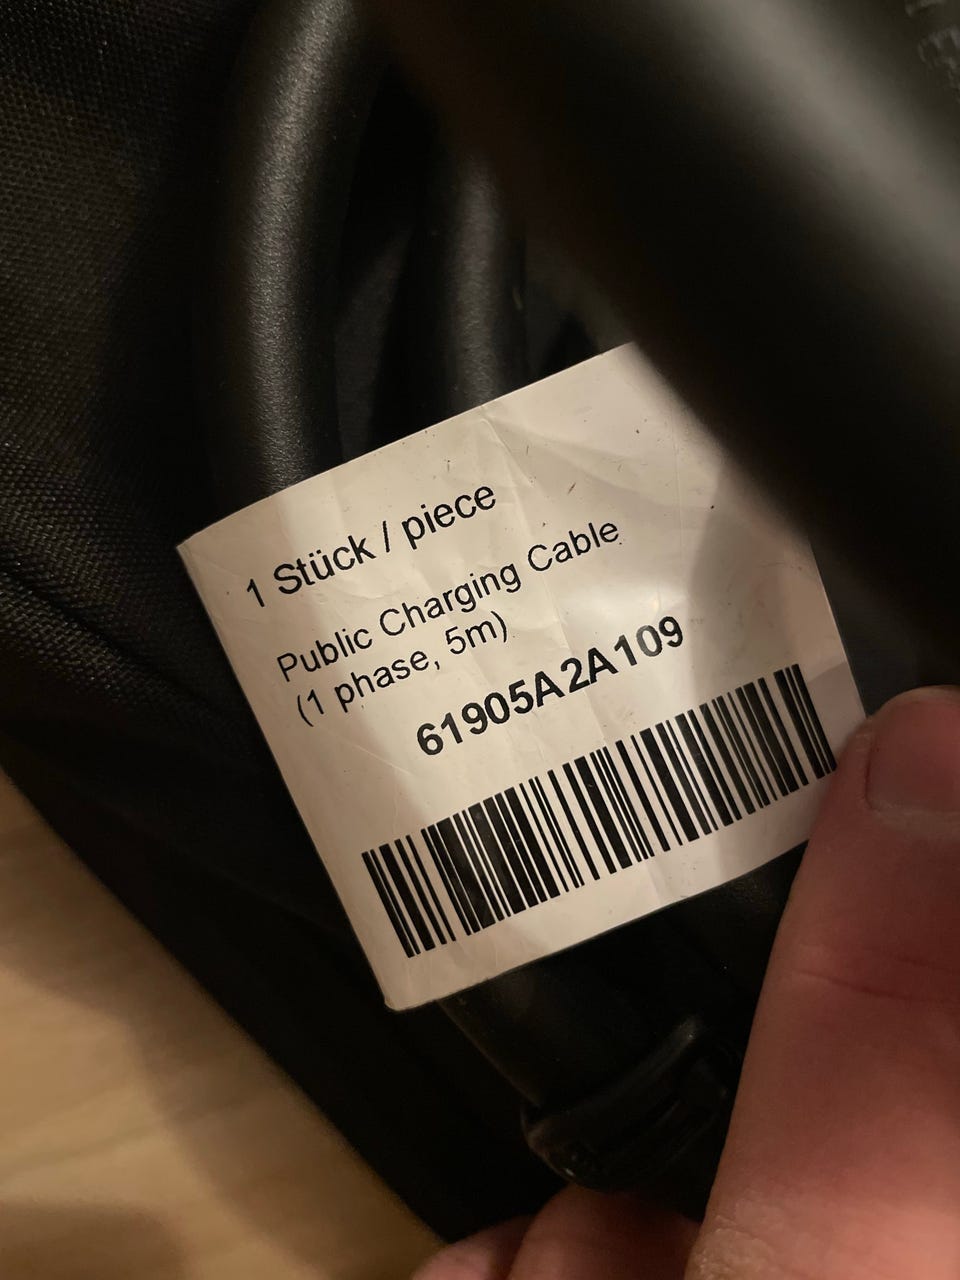 1 Stück / piece
Public Charging Cable
(1 phase, 5m)
61905A2A109